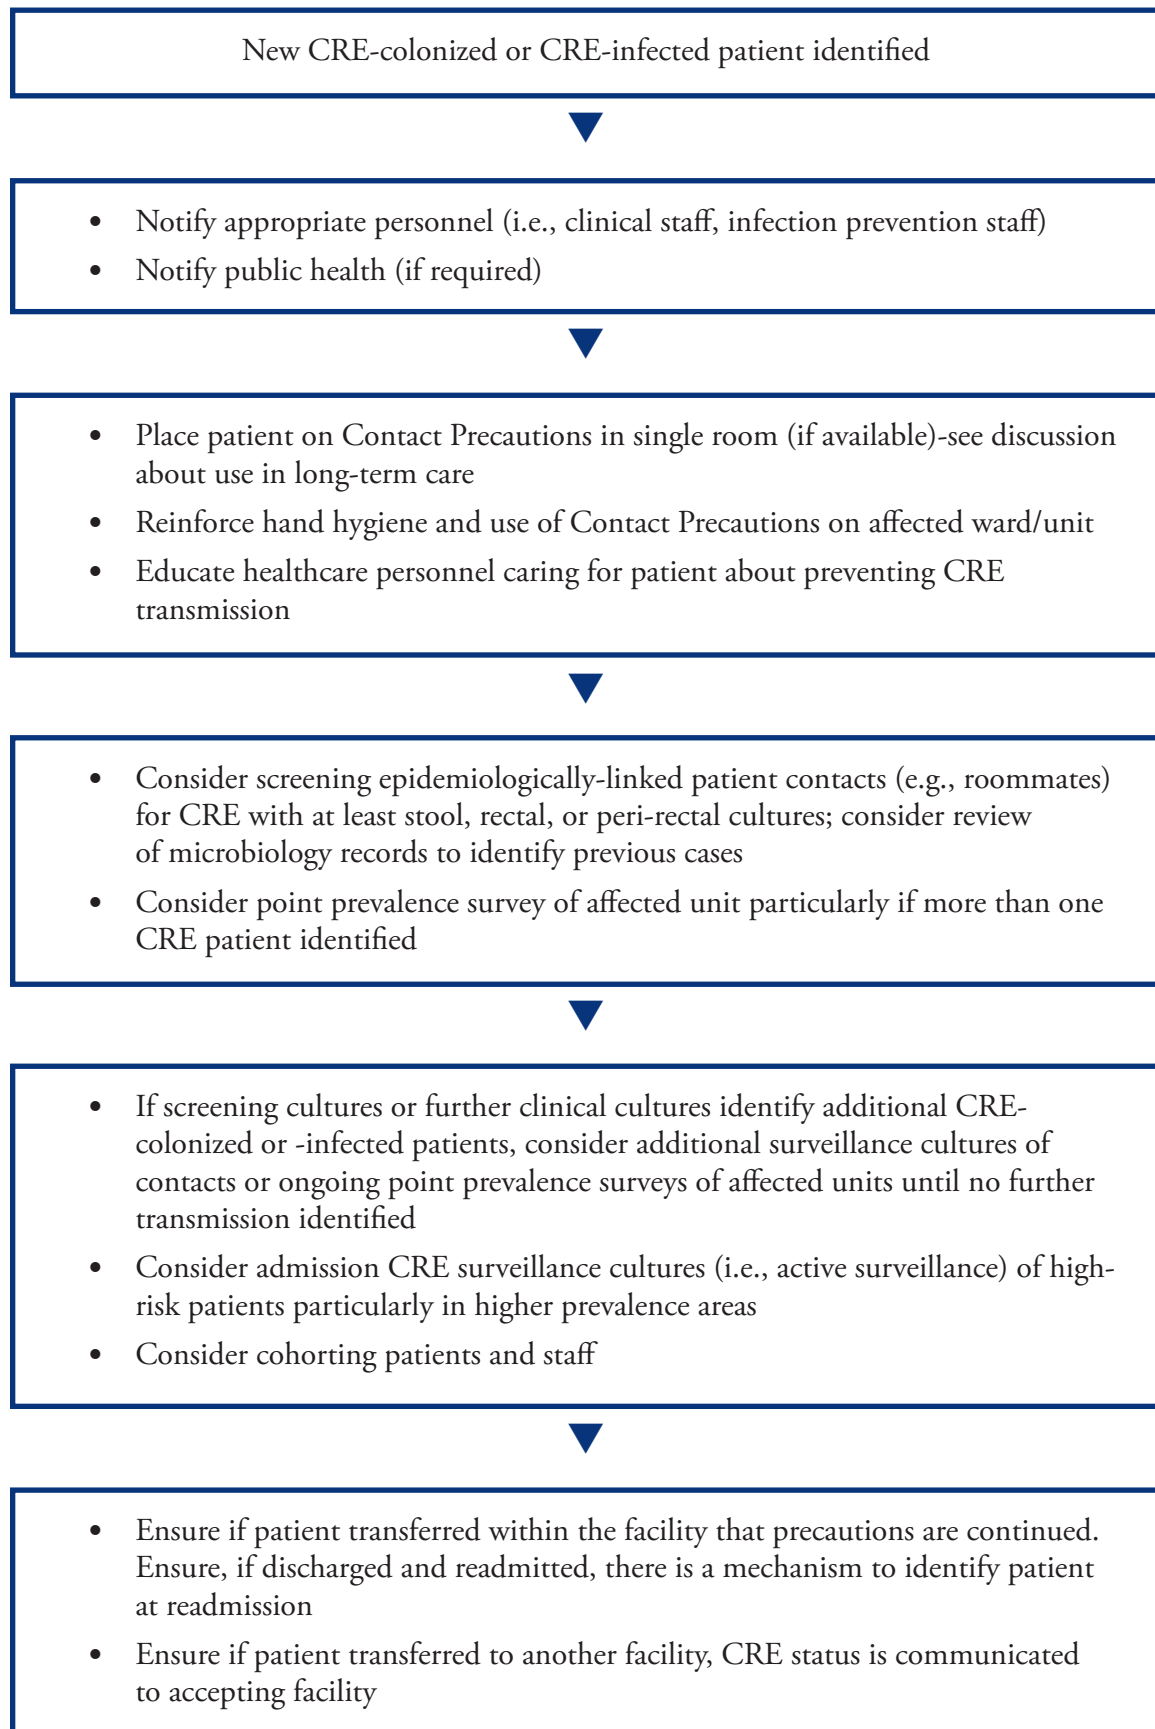 New CRE-colonized or CRE-infected patient identified
• Notify appropriate personnel (i.e., clinical staff, infection prevention staff)
• Notify public health (if required)
• Place patient on Contact Precautions in single room (if available)-see discussion
about use in long-term care
• Reinforce hand hygiene and use of Contact Precautions on affected ward/unit
• Educate healthcare personnel caring for patient about preventing CRE
transmission
• Consider screening epidemiologically-linked patient contacts (e.g., roommates)
for CRE with at least stool, rectal, or peri-rectal cultures; consider review
of microbiology records to identify previous cases
• Consider point prevalence survey of affected unit particularly if more than one
CRE patient identified
• If screening cultures or further clinical cultures identify additional CRE-
colonized or -infected patients, consider additional surveillance cultures of
contacts or ongoing point prevalence surveys of affected units until no further
transmission identified
• Consider admission CRE surveillance cultures (i.e., active surveillance) of high-
risk patients particularly in higher prevalence areas
• Consider cohorting patients and staff
• Ensure if patient transferred within the facility that precautions are continued.
Ensure, if discharged and readmitted, there is a mechanism to identify patient
at readmission
• Ensure if patient transferred to another facility, CRE status is communicated
to accepting facility